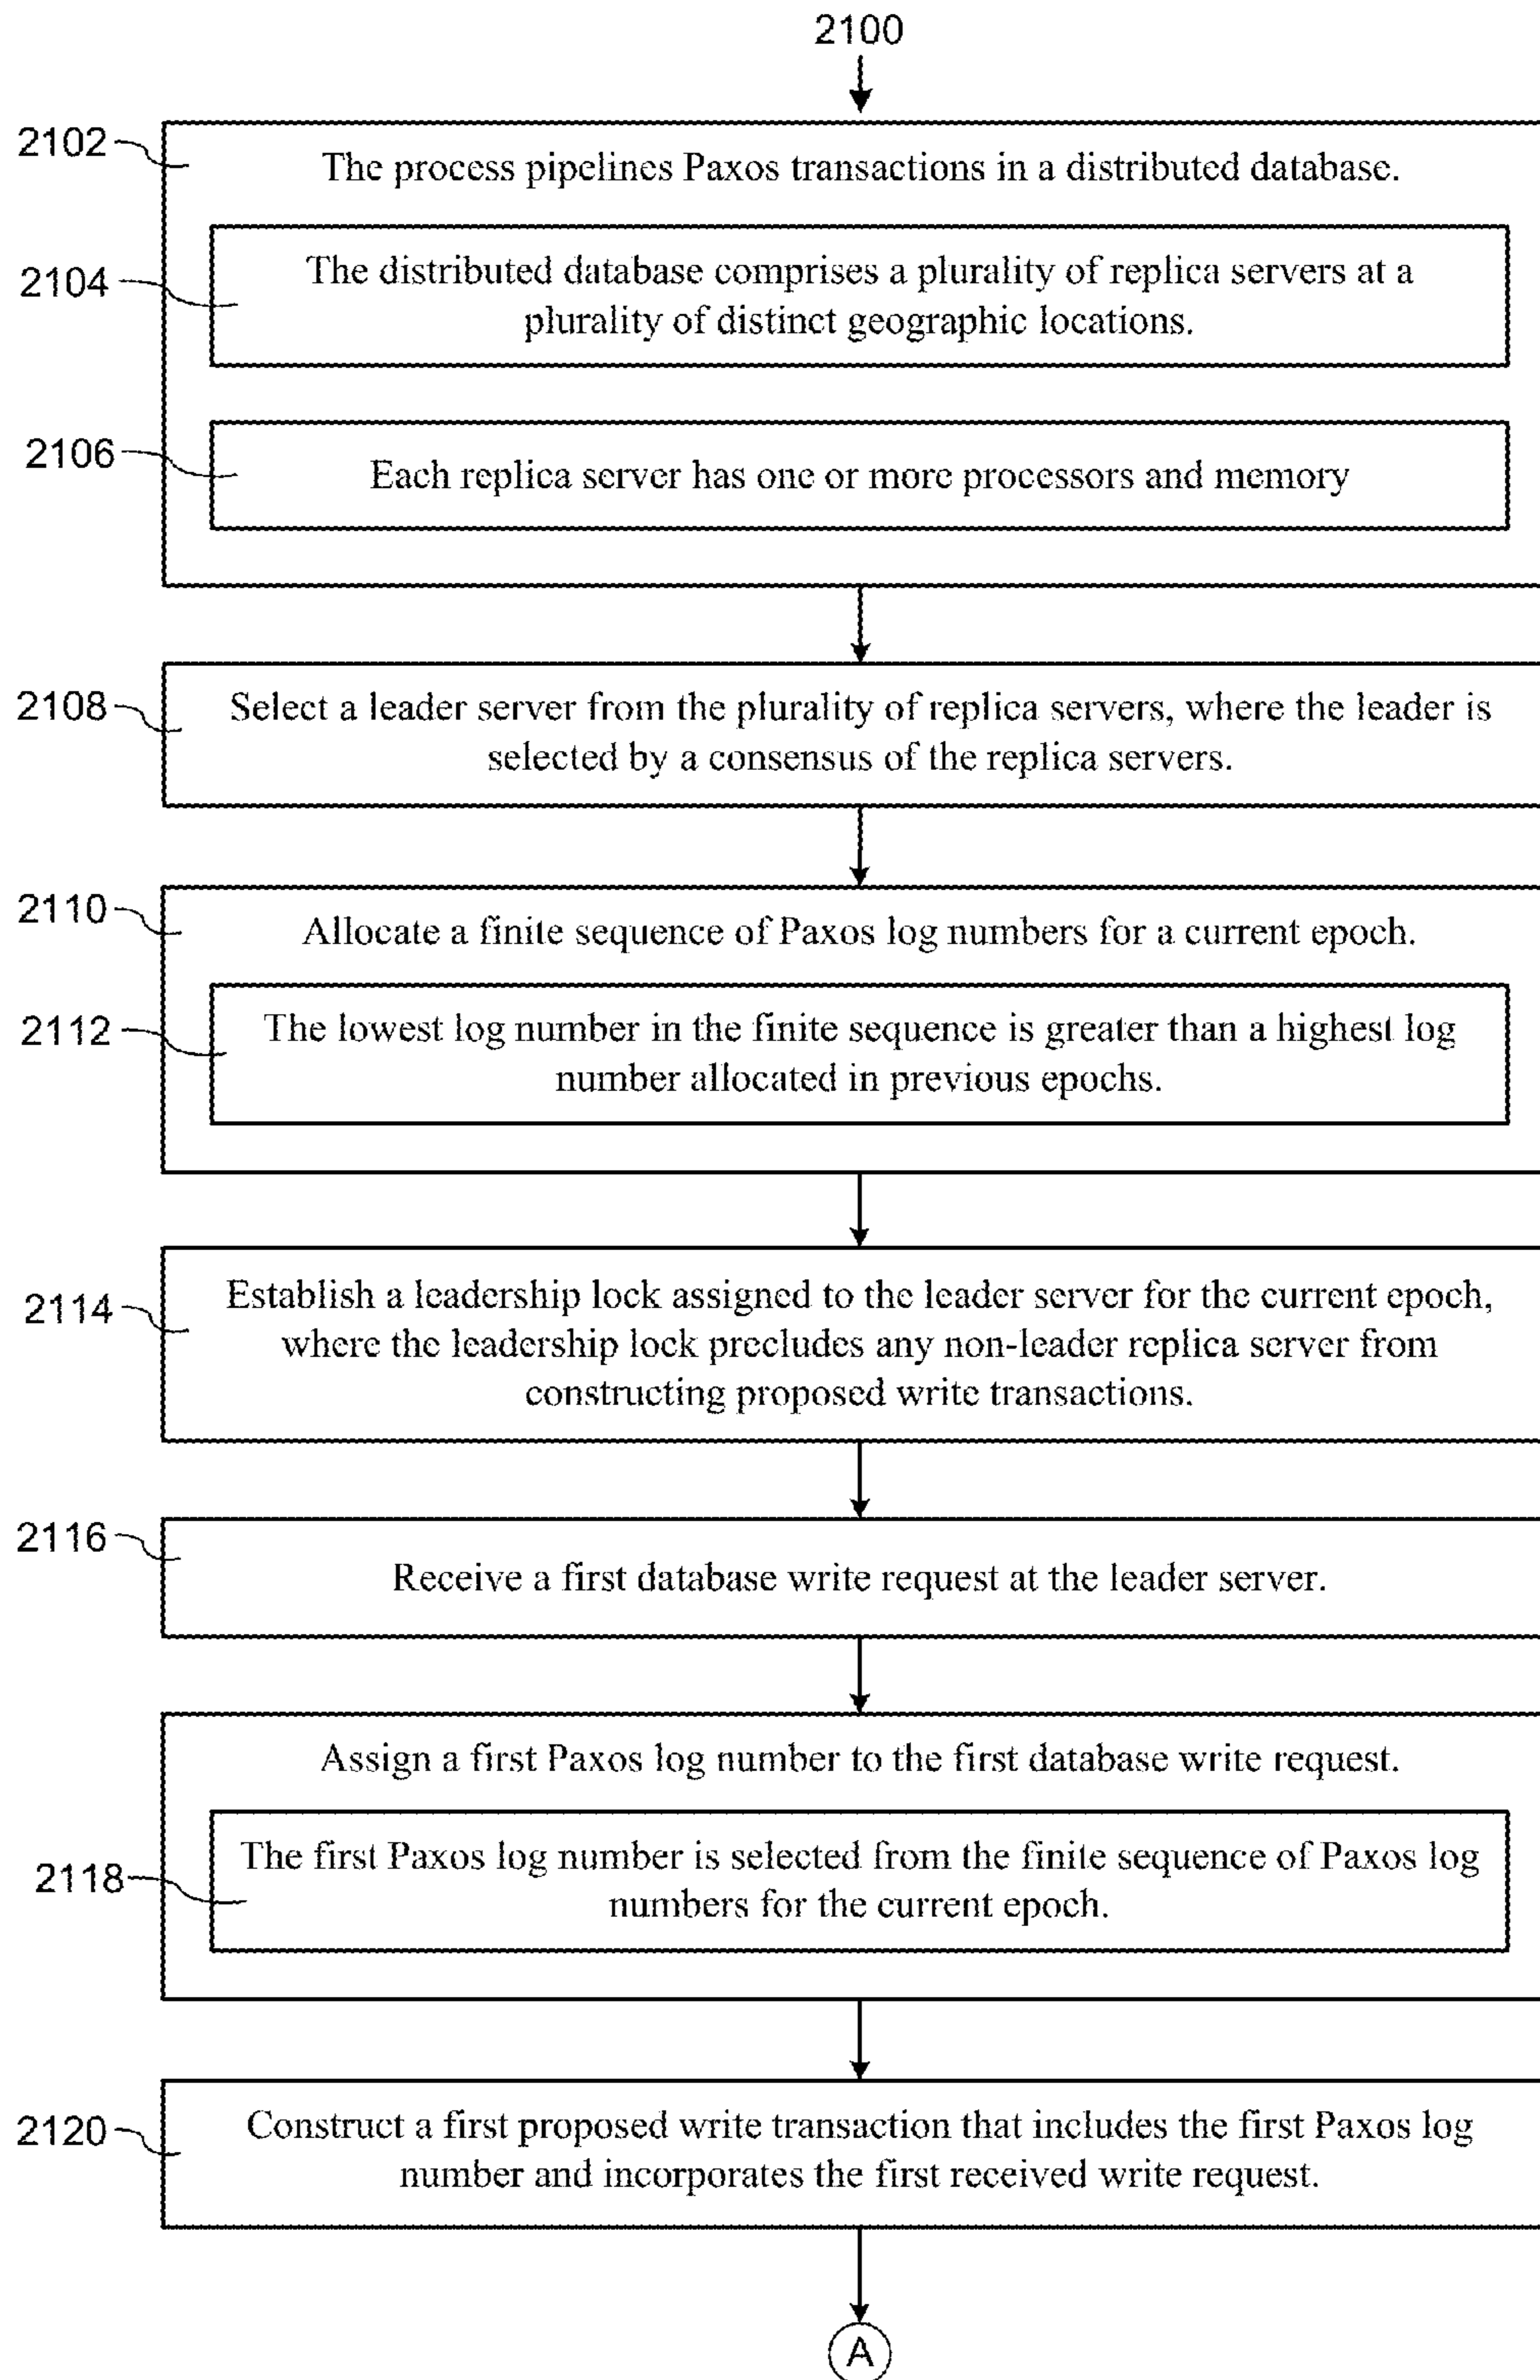 2100
2102
The process pipelines Paxos transactions in a distributed database.
2104
The distributed database comprises a plurality of replica servers at a
plurality of distinct geographic locations.
2106
Each replica server has one or more processors and memory
2108
Select a leader server from the plurality of replica servers, where the leader is
selected by a consensus of the replica servers.
2110
Allocate a finite sequence of Paxos log numbers for a current epoch.
2112
The lowest log number in the finite sequence is greater than a highest log
number allocated in previous epochs.
2114
Establish a leadership lock assigned to the leader server for the current epoch,
where the leadership lock precludes any non-leader replica server from
constructing proposed write transactions.
2116
Receive a first database write request at the leader server.
Assign a first Paxos log number to the first database write request.
2118
The first Paxos log number is selected from the finite sequence of Paxos log
numbers for the current epoch.
2120
Construct a first proposed write transaction that includes the first Paxos log
number and incorporates the first received write request.
A